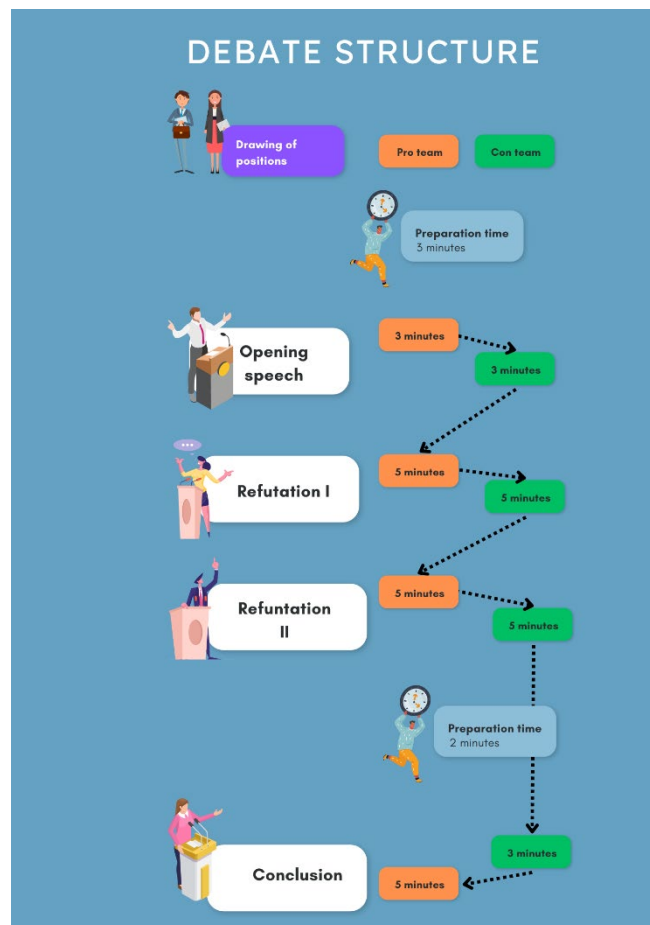 DEBATE STRUCTURE
Drawing of
positions
Pro team
Con team
Preparation time
3 minutes
Opening
speech
3 minutes
3 minutes
Refutation I
5 minutes
5 minutes
Refuntation
II
5 minutes
5 minutes
Preparation time
2 minutes
Conclusion
3 minutes
5 minutes